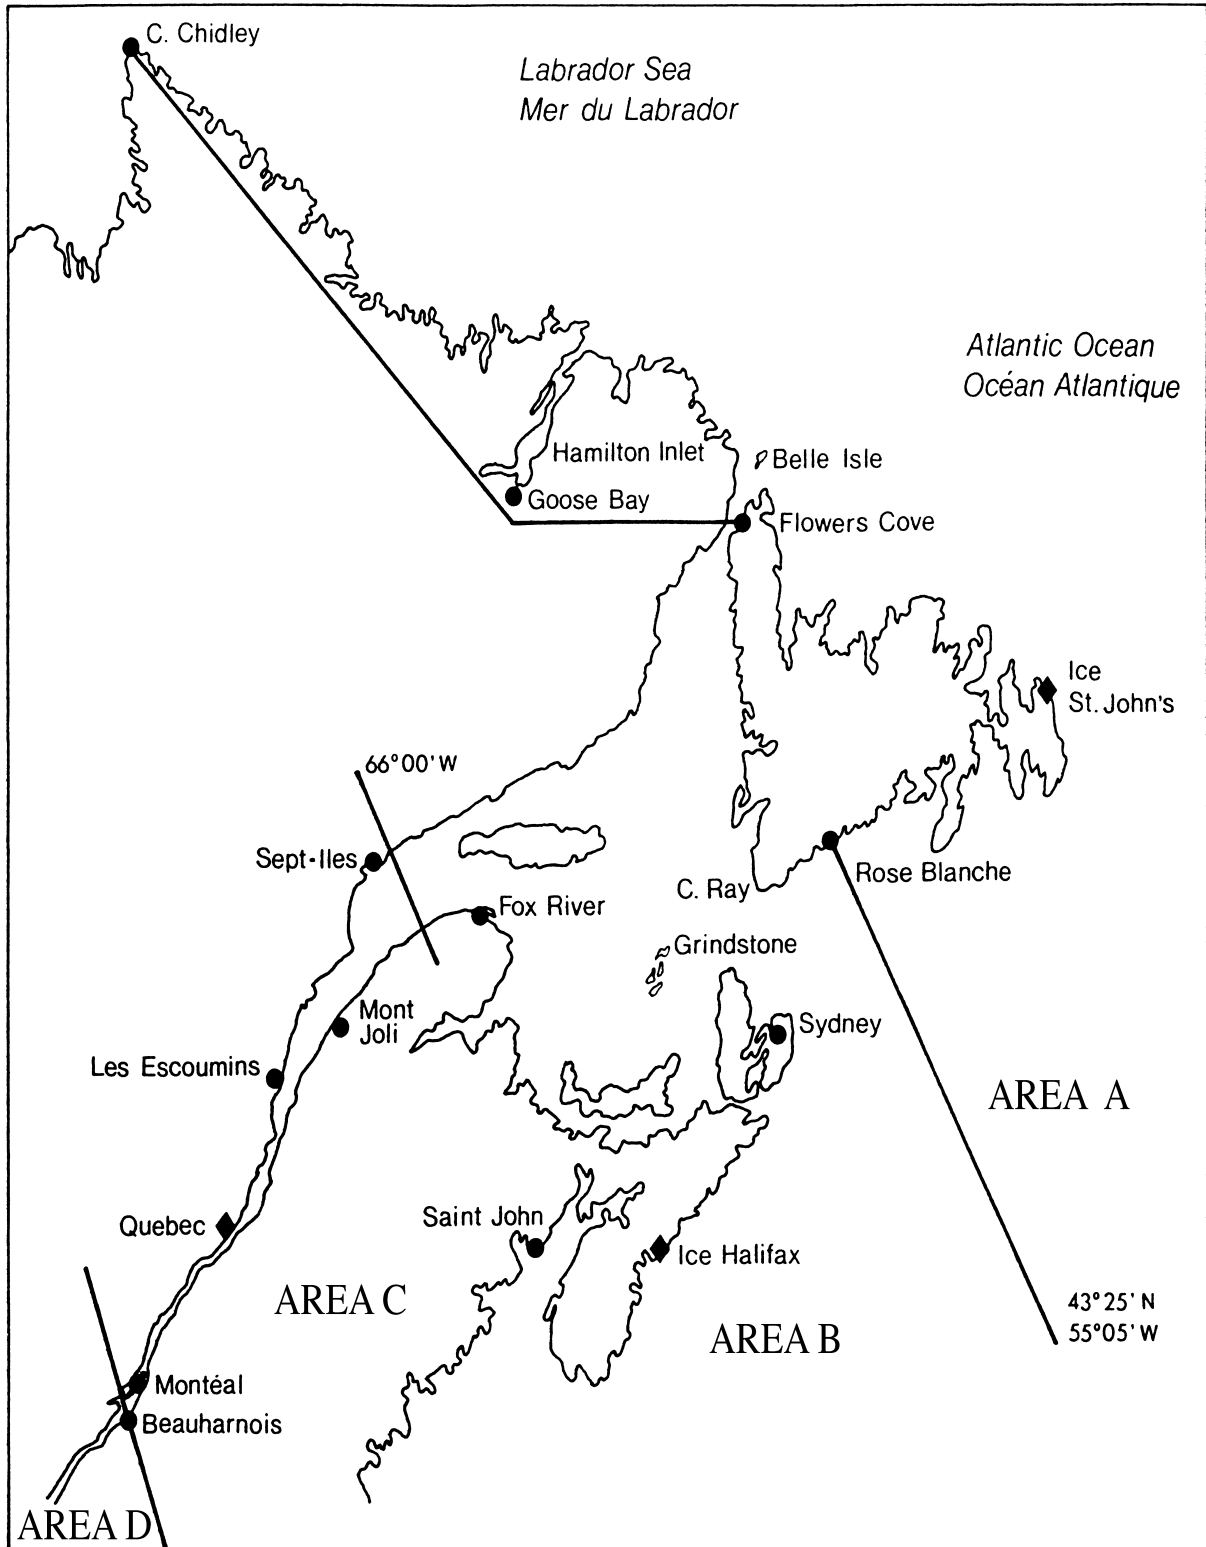 C. Chidley
Labrador Sea
Mer du Labrador
Atlantic Ocean
Océan Atlantique
Hamilton Inlet
Belle Isle
Goose Bay
Flowers Cove
Ice
St. John's
66°00' W
Sept-Iles
Rose Blanche
C. Ray
Fox River
Grindstone
Mont
Joli
Sydney
Les Escoumins
AREA A
Quebec
Saint John
Ice Halifax
AREA C
43°25' N
55°05' W
AREA B
Montéal
Beauharnois
AREA D